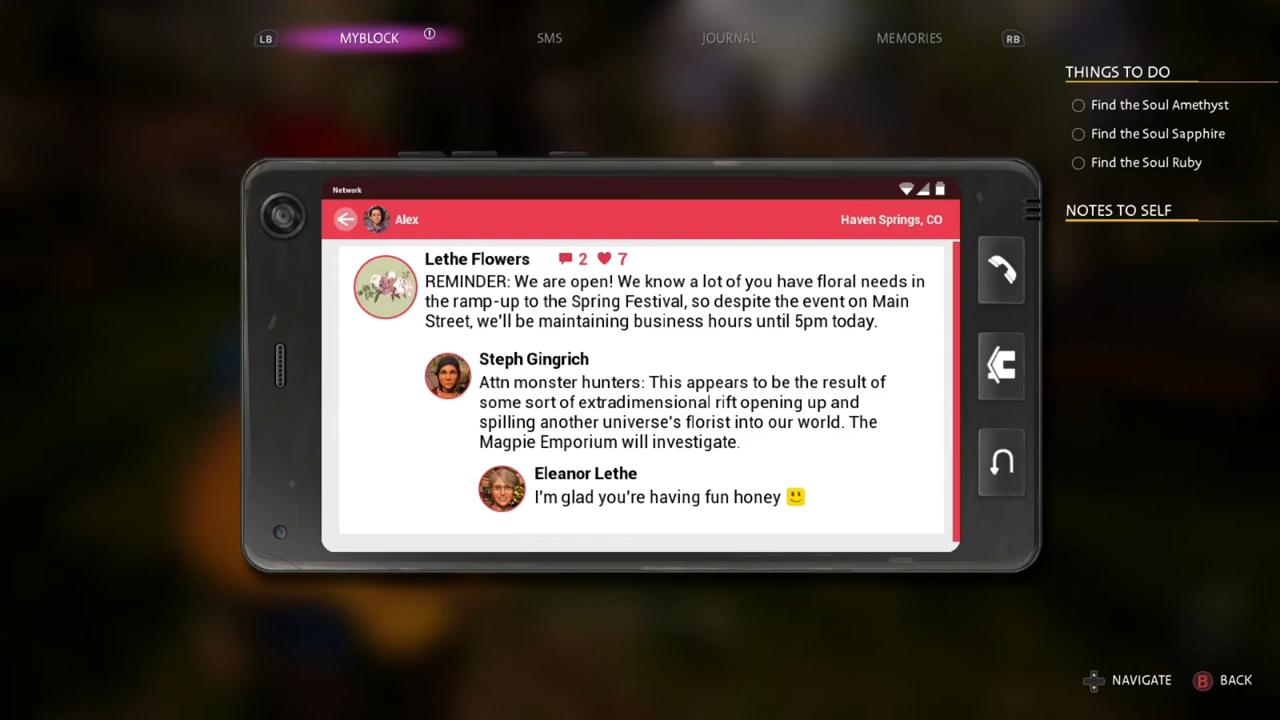 LB
MYBLOCK
SMS
JOURNAL
MEMORIES
RB
THINGS TO DO
Find the Soul Amethyst
Find the Soul Sapphire
Find the Soul Ruby
NOTES TO SELF
Network
Alex
Haven Springs, CO
Lethe Flowers 2 7
REMINDER: We are open! We know a lot of you have floral needs in
the ramp-up to the Spring Festival, so despite the event on Main
Street, we'll be maintaining business hours until 5pm today.
Steph Gingrich
Attn monster hunters: This appears to be the result of
some sort of extradimensional rift opening up and
spilling another universe's florist into our world. The
Magpie Emporium will investigate.
Eleanor Lethe
I'm glad you're having fun honey
NAVIGATE
B BACK